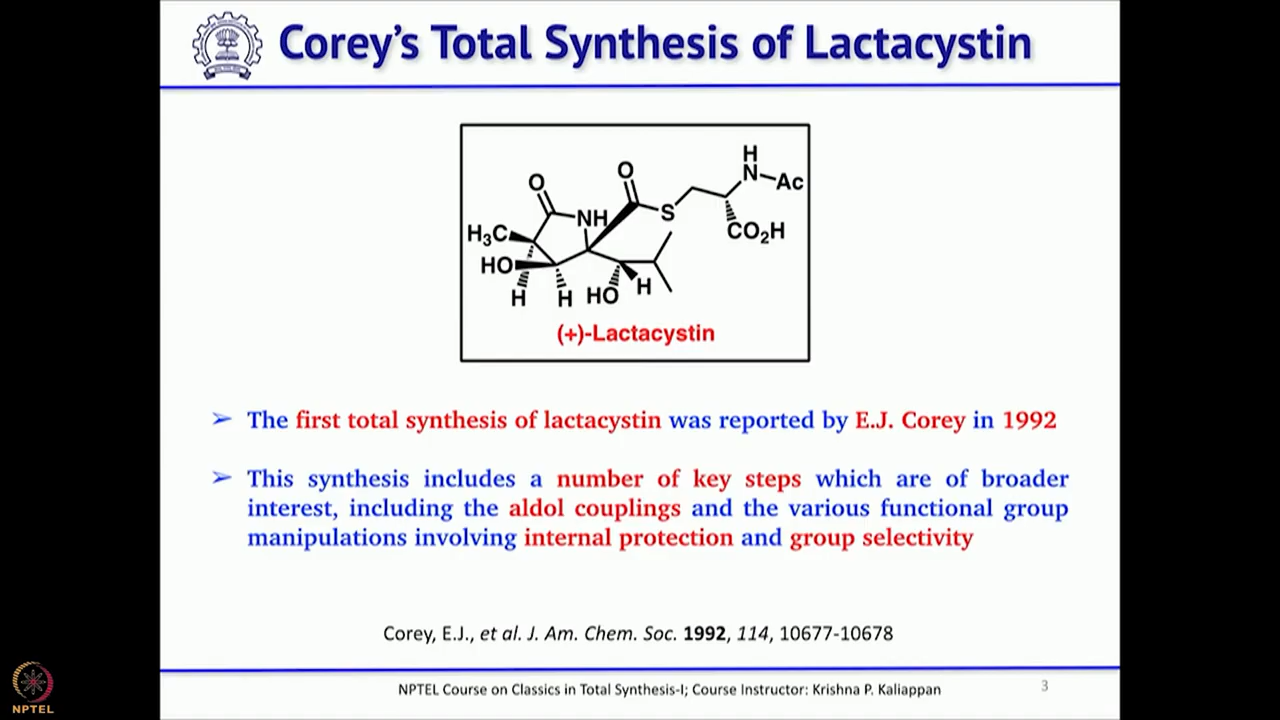 Corey's Total Synthesis of Lactacystin
H
O
O
N
Ac
NH
S
H₃C
CO₂H
HO
H
H
H
HO
(+)-Lactacystin
➢ The first total synthesis of lactacystin was reported by E.J. Corey in 1992
➢ This synthesis includes a number of key steps which are of broader
interest, including the aldol couplings and the various functional group
manipulations involving internal protection and group selectivity
Corey, E.J., et al. J. Am. Chem. Soc. 1992, 114, 10677-10678
NPTEL Course on Classics in Total Synthesis-I; Course Instructor: Krishna P. Kaliappan
3
NPTEL